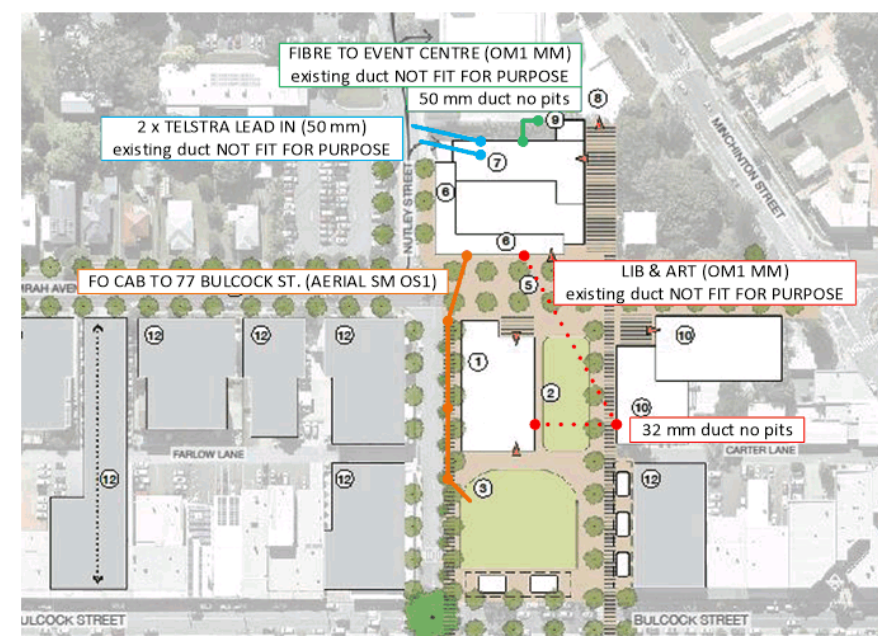 FIBRE TO EVENT CENTRE (OM1 MM)
existing duct NOT FIT FOR PURPOSE
50 mm duct no pits
8
9
2 x TELSTRA LEAD IN (50 mm)
existing duct NOT FIT FOR PURPOSE
MINCHINTON STREET
7
NUTLEY STREET
6
6
FO CAB TO 77 BULCOCK ST. (AERIAL SM OS1)
5
LIB & ART (OM1 MM)
existing duct NOT FIT FOR PURPOSE
RAH AVEN
12
12
12
1
10
2
10
32 mm duct no pits
FARLOW LANE
CARTER LANE
12
12
3
12
ULCOCK STREET
BULCOCK STREET